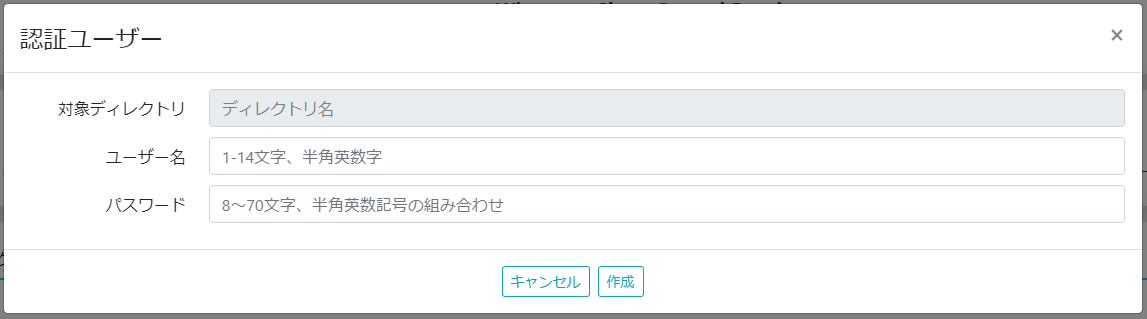 認証ユーザー
×
対象ディレクトリ ディレクトリ名
ユーザー名 1-14文字、半角英数字
パスワード 8～70文字、半角英数記号の組み合わせ
キャンセル 作成